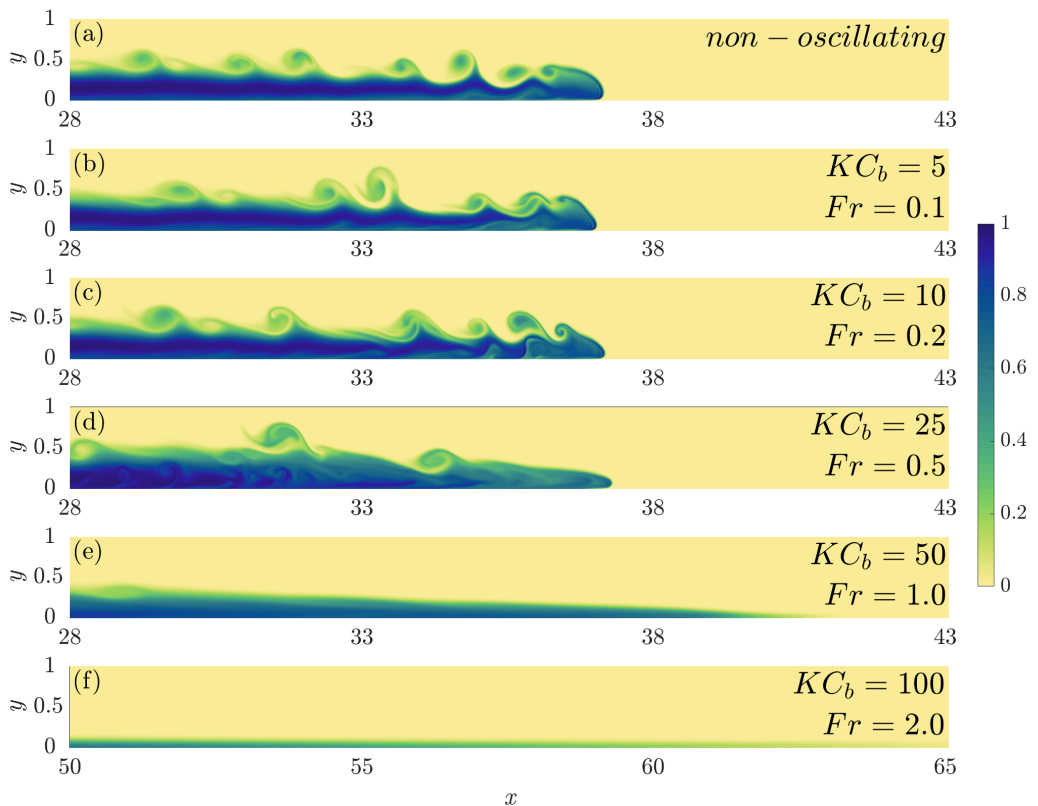 (a)
non − oscillating
1
0.5
0
y
28 33 38 43
(b)
KC_b = 5
Fr = 0.1
1
0.5
0
y
28 33 38 43
(c)
KC_b = 10
Fr = 0.2
1
0.5
0
y
28 33 38 43
(d)
KC_b = 25
Fr = 0.5
1
0.5
0
y
28 33 38 43
(e)
KC_b = 50
Fr = 1.0
1
0.5
0
y
28 33 38 43
(f)
KC_b = 100
Fr = 2.0
1
0.5
0
y
50 55 60 65
x
1
0.8
0.6
0.4
0.2
0